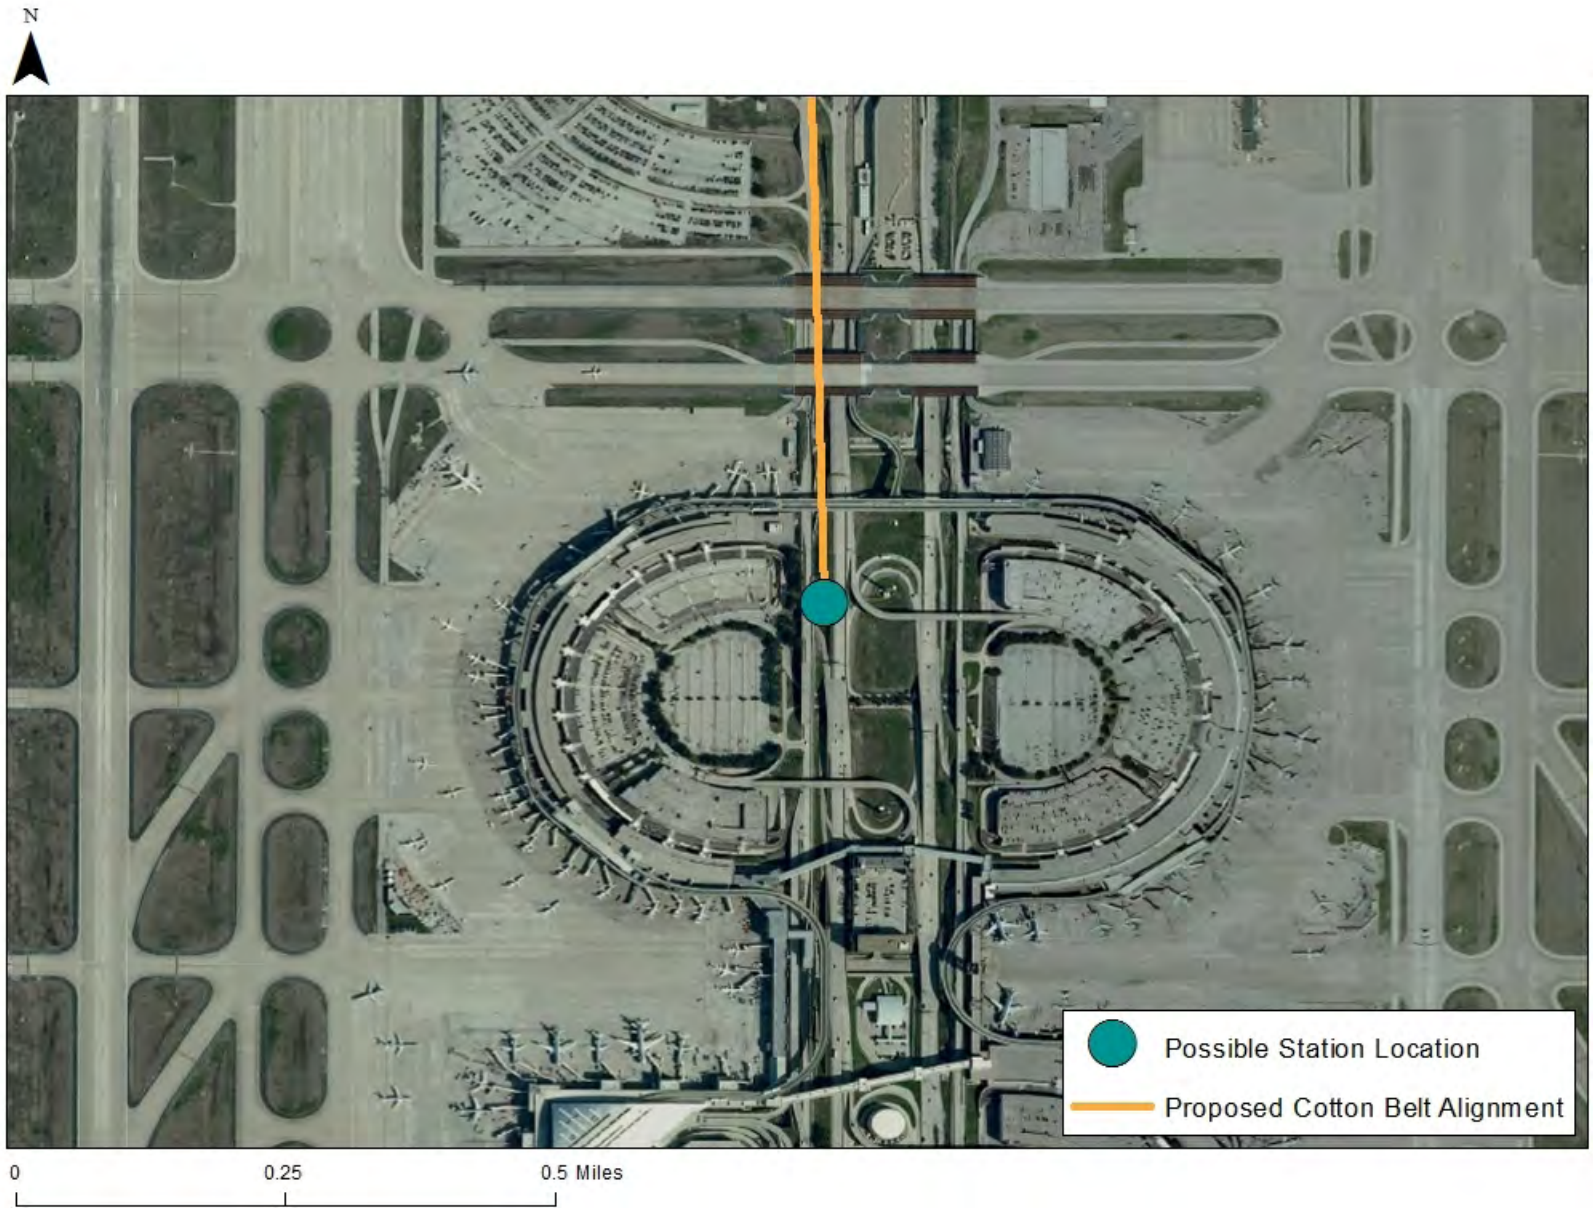 N
Possible Station Location
Proposed Cotton Belt Alignment
0 0.25 0.5 Miles